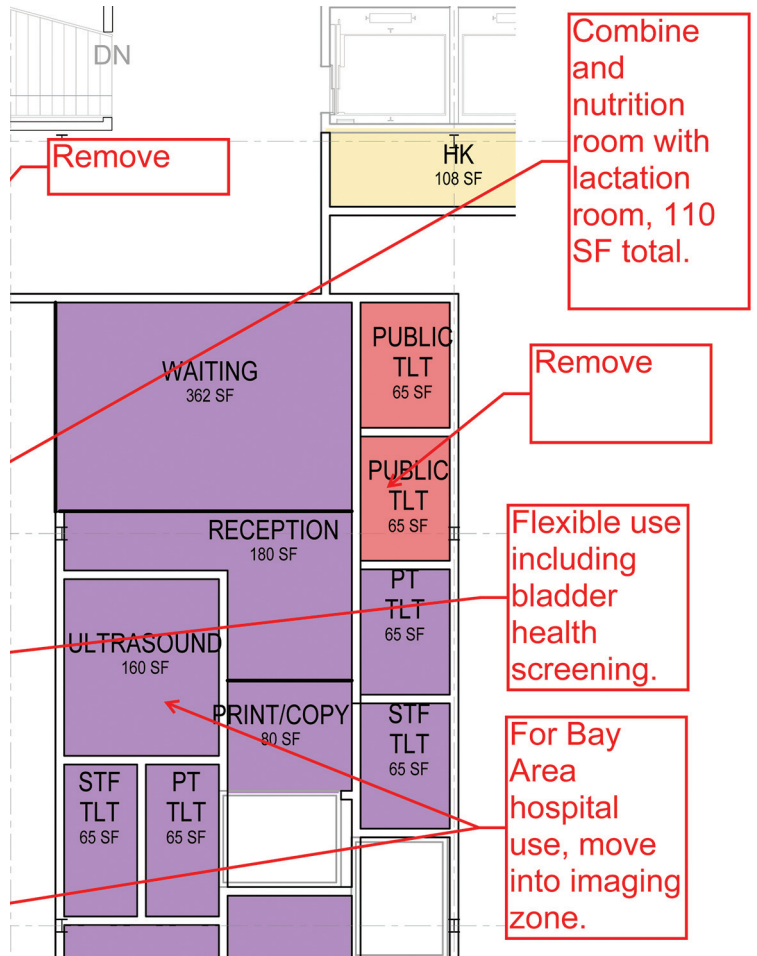 DN
Remove
HK
108 SF
Combine
and
nutrition
room with
lactation
room, 110
SF total.
WAITING
362 SF
PUBLIC
TLT
65 SF
Remove
PUBLIC
TLT
65 SF
RECEPTION
180 SF
Flexible use
including
bladder
health
screening.
PT
TLT
65 SF
ULTRASOUND
160 SF
PRINT/COPY
80 SF
STF
TLT
65 SF
For Bay
Area
hospital
use, move
into imaging
zone.
STF
TLT
65 SF
PT
TLT
65 SF